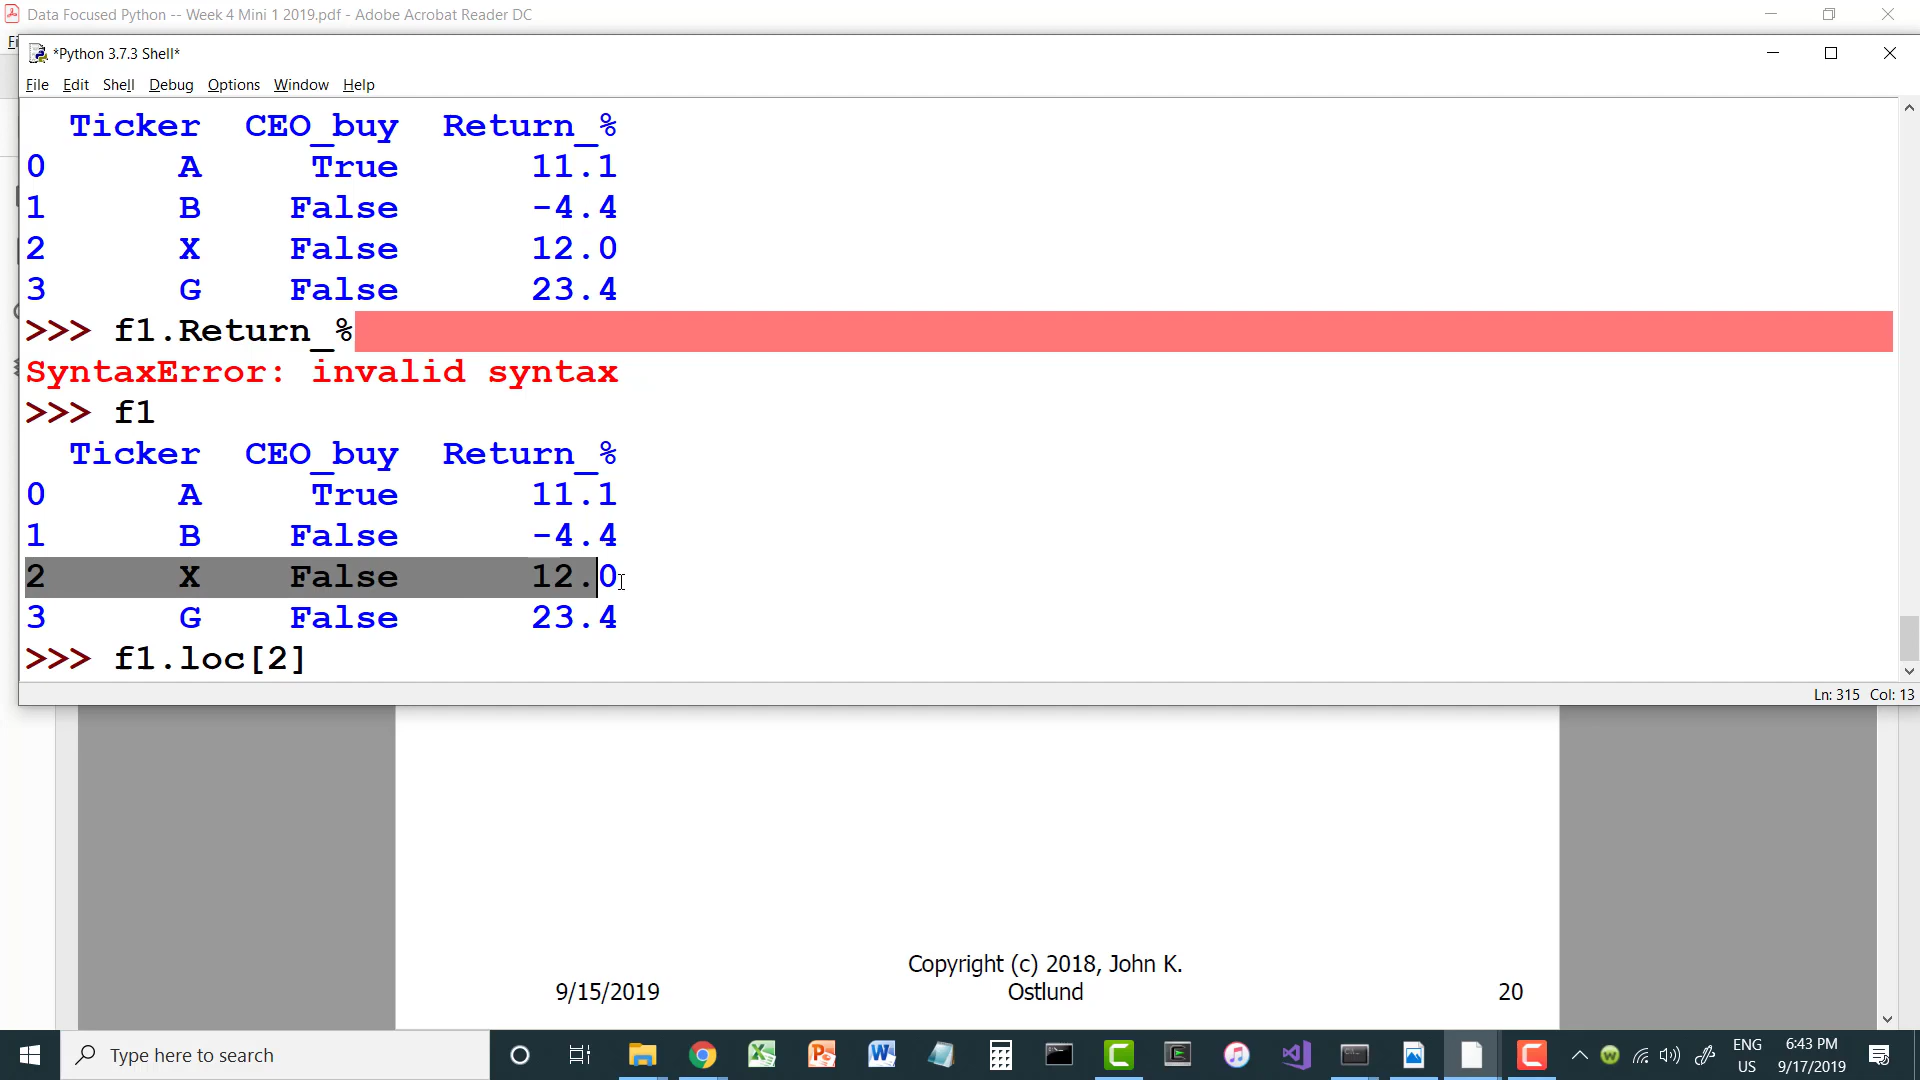 Data Focused Python -- Week 4 Mini 1 2019.pdf - Adobe Acrobat Reader DC
*Python 3.7.3 Shell*
File Edit Shell Debug Options Window Help
Ticker CEO_buy Return_%
0 A True 11.1
1 B False -4.4
2 X False 12.0
3 G False 23.4
>>> f1.Return_%
SyntaxError: invalid syntax
>>> f1
Ticker CEO_buy Return_%
0 A True 11.1
1 B False -4.4
2 X False 12.0
3 G False 23.4
>>> f1.loc[2]
Ln: 315 Col: 13
Copyright (c) 2018, John K.
9/15/2019 Ostlund 20
Type here to search
ENG 6:43 PM
US 9/17/2019